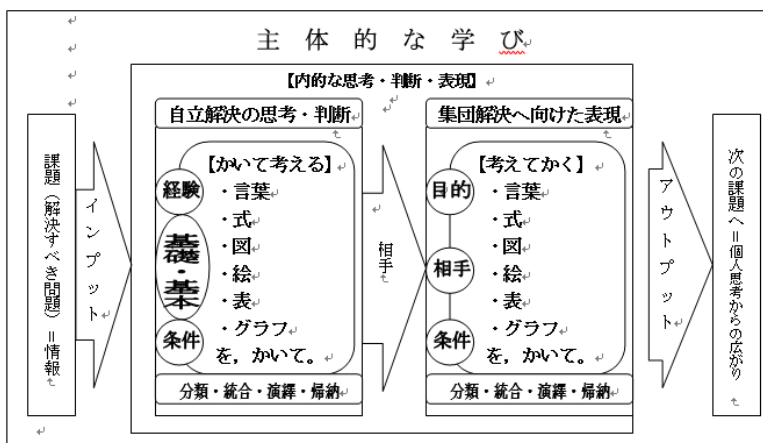 主体的な学び
【内的な思考・判断・表現】
課題（解決すべき問題）＝情報
インプット
自立解決の思考・判断
【かいて考える】
経験
基礎・基本
条件
・言葉
・式
・図
・絵
・表
・グラフ
を，かいて。
分類・統合・演繹・帰納
相手
集団解決へ向けた表現
【考えてかく】
目的
相手
条件
・言葉
・式
・図
・絵
・表
・グラフ
を，かいて。
分類・統合・演繹・帰納
アウトプット
次の課題へ＝個人思考からの広がり